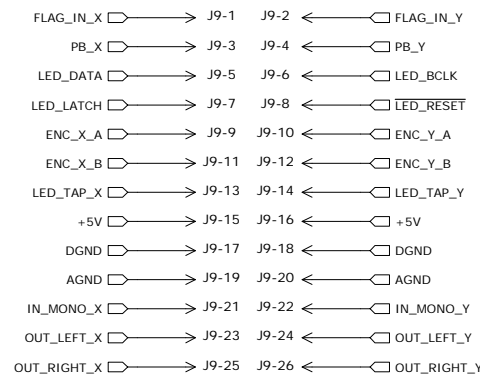 FLAG_IN_X J9-1 J9-2 FLAG_IN_Y
PB_X J9-3 J9-4 PB_Y
LED_DATA J9-5 J9-6 LED_BCLK
LED_LATCH J9-7 J9-8 LED_RESET
ENC_X_A J9-9 J9-10 ENC_Y_A
ENC_X_B J9-11 J9-12 ENC_Y_B
LED_TAP_X J9-13 J9-14 LED_TAP_Y
+5V J9-15 J9-16 +5V
DGND J9-17 J9-18 DGND
AGND J9-19 J9-20 AGND
IN_MONO_X J9-21 J9-22 IN_MONO_Y
OUT_LEFT_X J9-23 J9-24 OUT_LEFT_Y
OUT_RIGHT_X J9-25 J9-26 OUT_RIGHT_Y